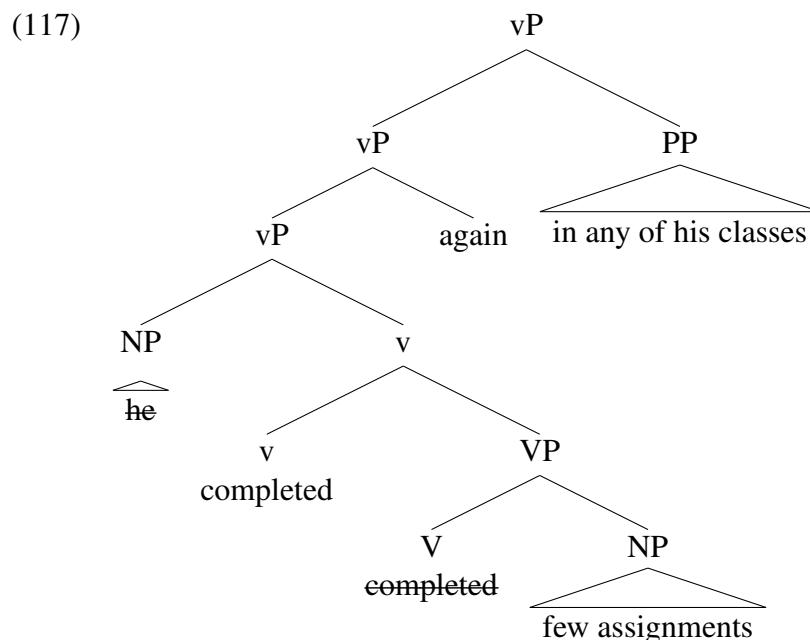 (117)
vP
vP PP
vP again in any of his classes
NP v
he
v VP
completed
V NP
completed
few assignments